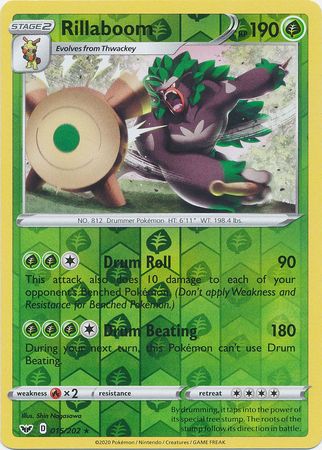 STAGE 2
Rillaboom
HP 190
Evolves from Thwackey
NO. 812 Drummer Pokémon HT: 6'11" WT: 198.4 lbs.
Drum Roll 90
This attack also does 10 damage to each of your
opponent's Benched Pokémon. (Don't apply Weakness and
Resistance for Benched Pokémon.)
Drum Beating 180
During your next turn, this Pokémon can't use Drum
Beating.
weakness ×2 resistance retreat
Illus. Shin Nagasawa
D 015/202 ★
By drumming, it taps into the power of
its special tree stump. The roots of the
stump follow its direction in battle.
©2020 Pokémon / Nintendo / Creatures / GAME FREAK